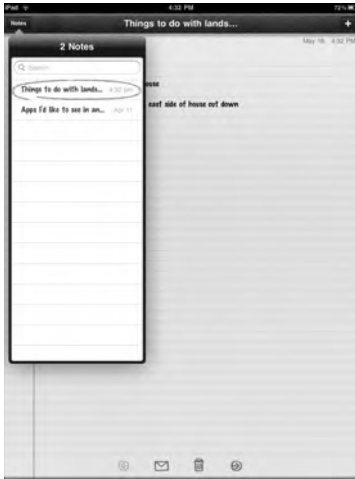 iPad 4:32 PM 72%
Notes Things to do with lands... +
May 18 4:32 PM
2 Notes
Search
Things to do with lands... 4:32 pm
Apps I'd like to see in an... Apr 11
ouse
east side of house cut down